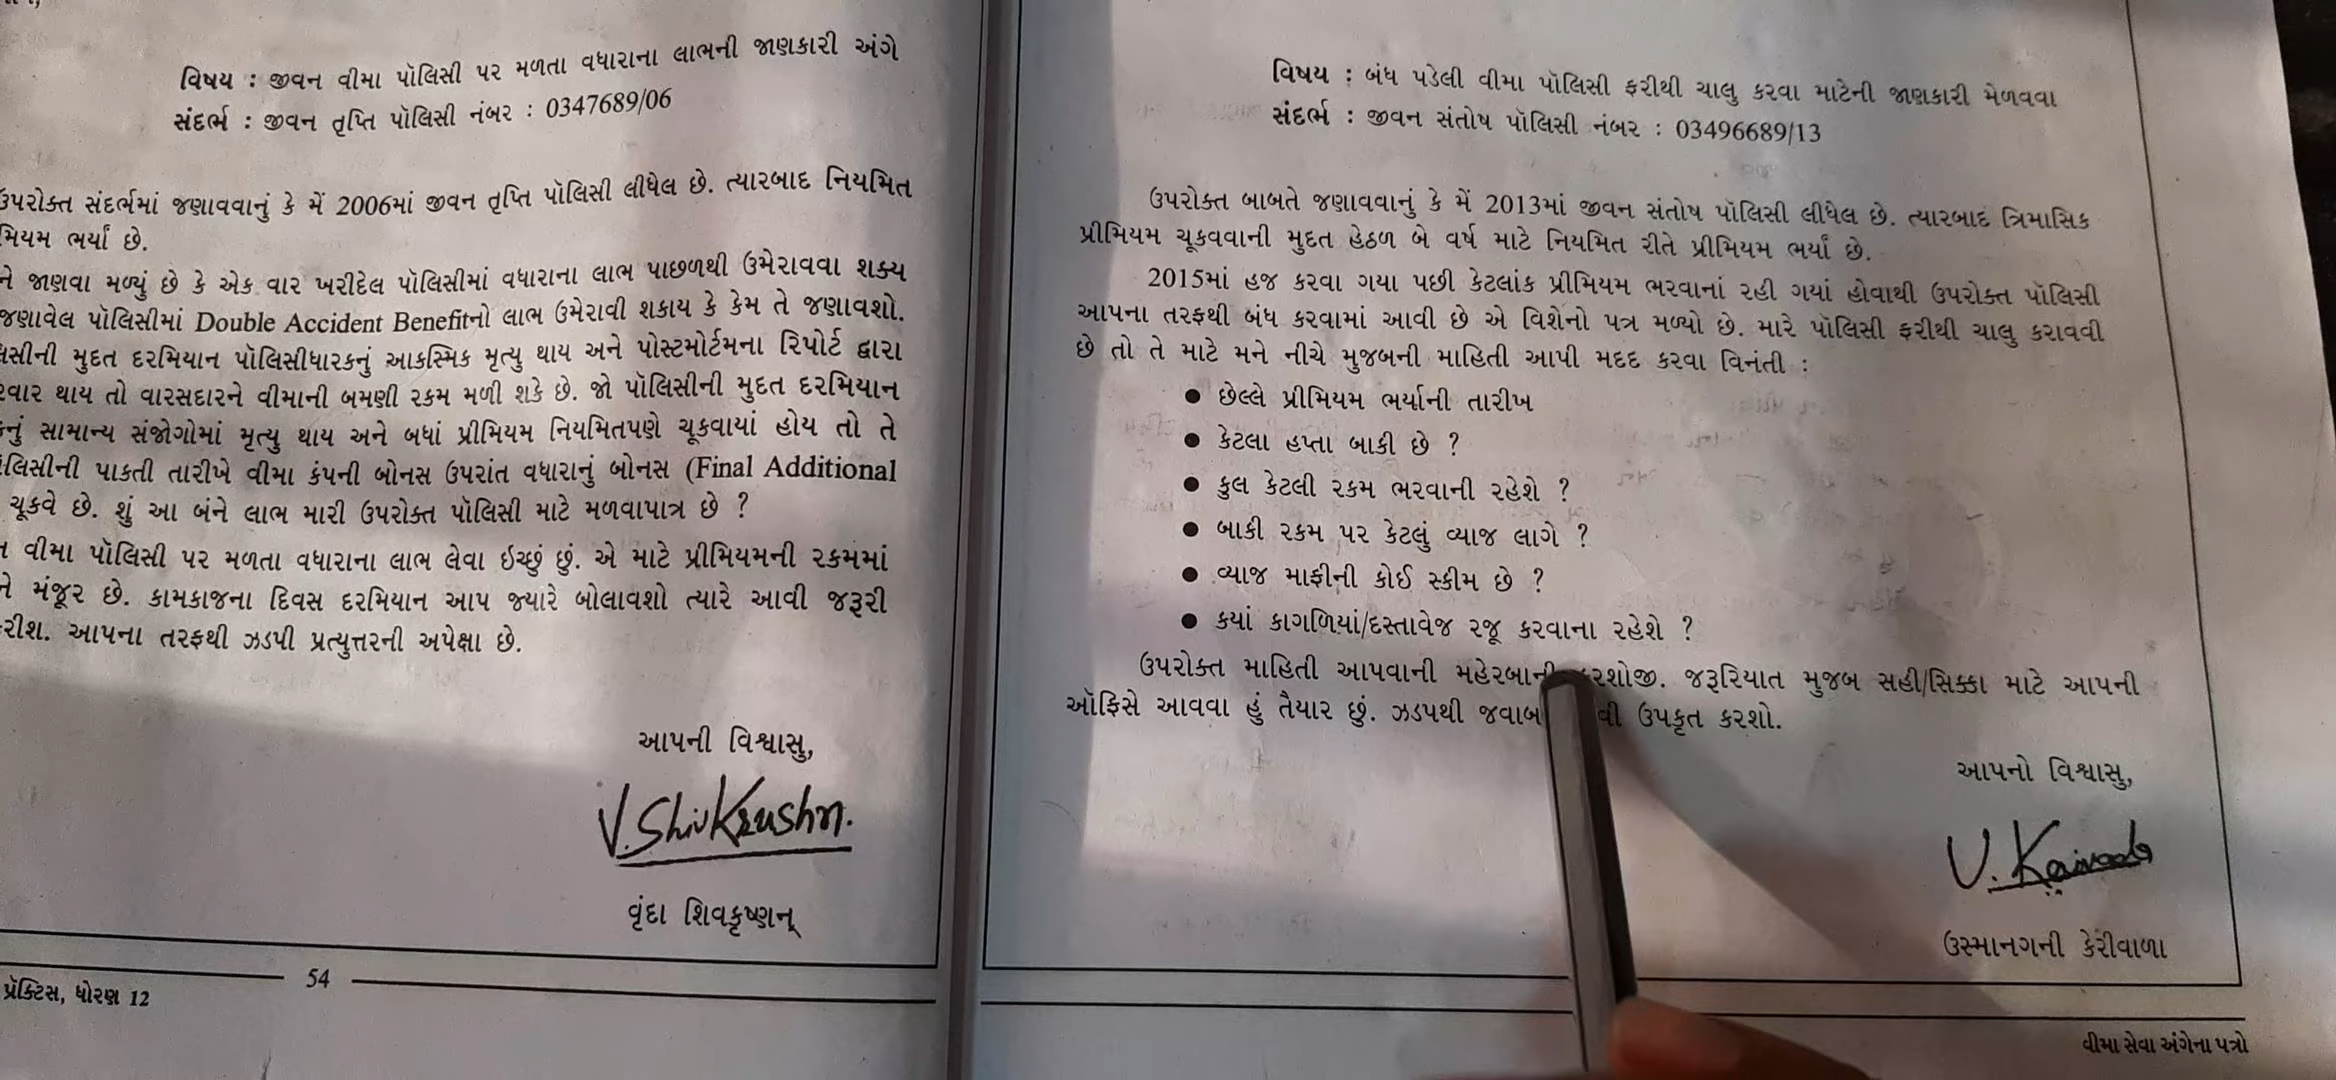 વિષય : જીવન વીમા પૉલિસી પર મળતા વધારાના લાભની જાણકારી અંગે
સંદર્ભ : જીવન તૃપ્તિ પૉલિસી નંબર : 0347689/06
ઉપરોક્ત સંદર્ભમાં જણાવવાનું કે મેં 2006માં જીવન તૃપ્તિ પૉલિસી લીધેલ છે. ત્યારબાદ નિયમિત
મિયમ ભર્યાં છે.
ને જાણવા મળ્યું છે કે એક વાર ખરીદેલ પૉલિસીમાં વધારાના લાભ પાછળથી ઉમેરાવવા શક્ય
જણાવેલ પૉલિસીમાં Double Accident Benefitનો લાભ ઉમેરાવી શકાય કે કેમ તે જણાવશો.
લસીની મુદત દરમિયાન પૉલિસીધારકનું આકસ્મિક મૃત્યુ થાય અને પોસ્ટમોર્ટમના રિપોર્ટ દ્વારા
રવાર થાય તો વારસદારને વીમાની બમણી રકમ મળી શકે છે. જો પૉલિસીની મુદત દરમિયાન
કનું સામાન્ય સંજોગોમાં મૃત્યુ થાય અને બધાં પ્રીમિયમ નિયમિતપણે ચૂકવાયાં હોય તો તે
લિસીની પાકતી તારીખે વીમા કંપની બોનસ ઉપરાંત વધારાનું બોનસ (Final Additional
ચૂકવે છે. શું આ બંને લાભ મારી ઉપરોક્ત પૉલિસી માટે મળવાપાત્ર છે ?
ત વીમા પૉલિસી પર મળતા વધારાના લાભ લેવા ઇચ્છું છું. એ માટે પ્રીમિયમની રકમમાં
ને મંજૂર છે. કામકાજના દિવસ દરમિયાન આપ જ્યારે બોલાવશો ત્યારે આવી જરૂરી
રીશ. આપના તરફથી ઝડપી પ્રત્યુત્તરની અપેક્ષા છે.
આપની વિશ્વાસુ,
V.ShivKrushn.
વૃંદા શિવકૃષ્ણન્
54
પ્રૅક્ટિસ, ધોરણ 12
વિષય : બંધ પડેલી વીમા પૉલિસી ફરીથી ચાલુ કરવા માટેની જાણકારી મેળવવા
સંદર્ભ : જીવન સંતોષ પૉલિસી નંબર : 03496689/13
ઉપરોક્ત બાબતે જણાવવાનું કે મેં 2013માં જીવન સંતોષ પૉલિસી લીધેલ છે. ત્યારબાદ ત્રિમાસિક
પ્રીમિયમ ચૂકવવાની મુદત હેઠળ બે વર્ષ માટે નિયમિત રીતે પ્રીમિયમ ભર્યાં છે.
2015માં હજ કરવા ગયા પછી કેટલાંક પ્રીમિયમ ભરવાનાં રહી ગયાં હોવાથી ઉપરોક્ત પૉલિસી
આપના તરફથી બંધ કરવામાં આવી છે એ વિશેનો પત્ર મળ્યો છે. મારે પૉલિસી ફરીથી ચાલુ કરાવવી
છે તો તે માટે મને નીચે મુજબની માહિતી આપી મદદ કરવા વિનંતી :
● છેલ્લે પ્રીમિયમ ભર્યાની તારીખ
● કેટલા હપ્તા બાકી છે ?
● કુલ કેટલી રકમ ભરવાની રહેશે ?
● બાકી રકમ પર કેટલું વ્યાજ લાગે ?
● વ્યાજ માફીની કોઈ સ્કીમ છે ?
● કયાં કાગળિયાં/દસ્તાવેજ રજૂ કરવાના રહેશે ?
ઉપરોક્ત માહિતી આપવાની મહેરબાની કરશોજી. જરૂરિયાત મુજબ સહી/સિક્કા માટે આપની
ઑફિસે આવવા હું તૈયાર છું. ઝડપથી જવાબ ઉપકૃત કરશો.
આપનો વિશ્વાસુ,
ઉસ્માનગની કેરીવાળા
વીમા સેવા અંગેના પત્રો